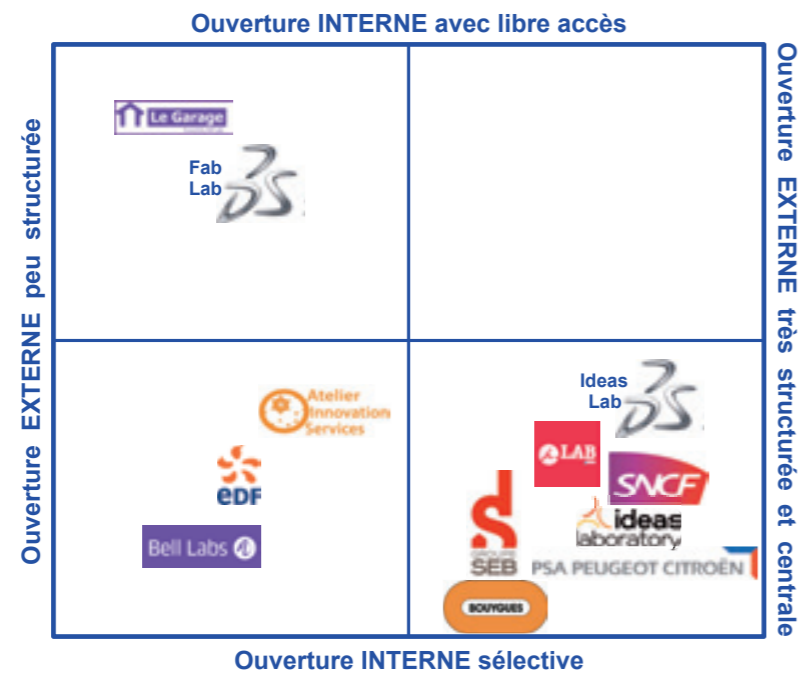 Ouverture INTERNE avec libre accès
Ouverture EXTERNE peu structurée
Le Garage
Fab
Lab
Atelier
Innovation
Services
eDF
Bell Labs
Ideas
Lab
LAB
SNCF
ideas
laboratory
GROUPE
SEB
PSA PEUGEOT CITROËN
BOUYGUES
Ouverture EXTERNE très structurée et centrale
Ouverture INTERNE sélective